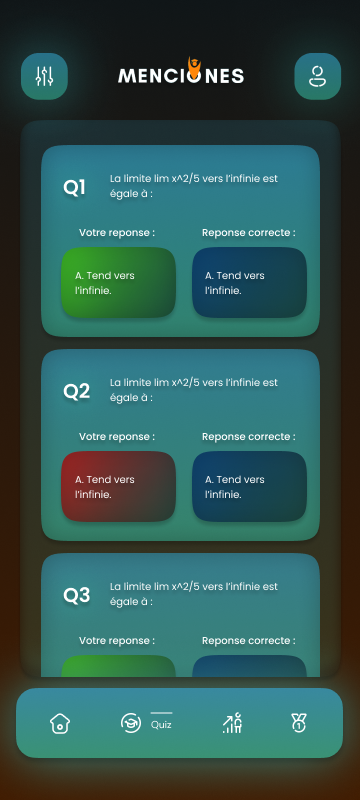 MENCIONES
Q1
La limite lim x^2/5 vers l’infinie est
égale à :
Votre reponse :
Reponse correcte :
A. Tend vers
l’infinie.
A. Tend vers
l’infinie.
Q2
La limite lim x^2/5 vers l’infinie est
égale à :
Votre reponse :
Reponse correcte :
A. Tend vers
l’infinie.
A. Tend vers
l’infinie.
Q3
La limite lim x^2/5 vers l’infinie est
égale à :
Votre reponse :
Reponse correcte :
Quiz
1